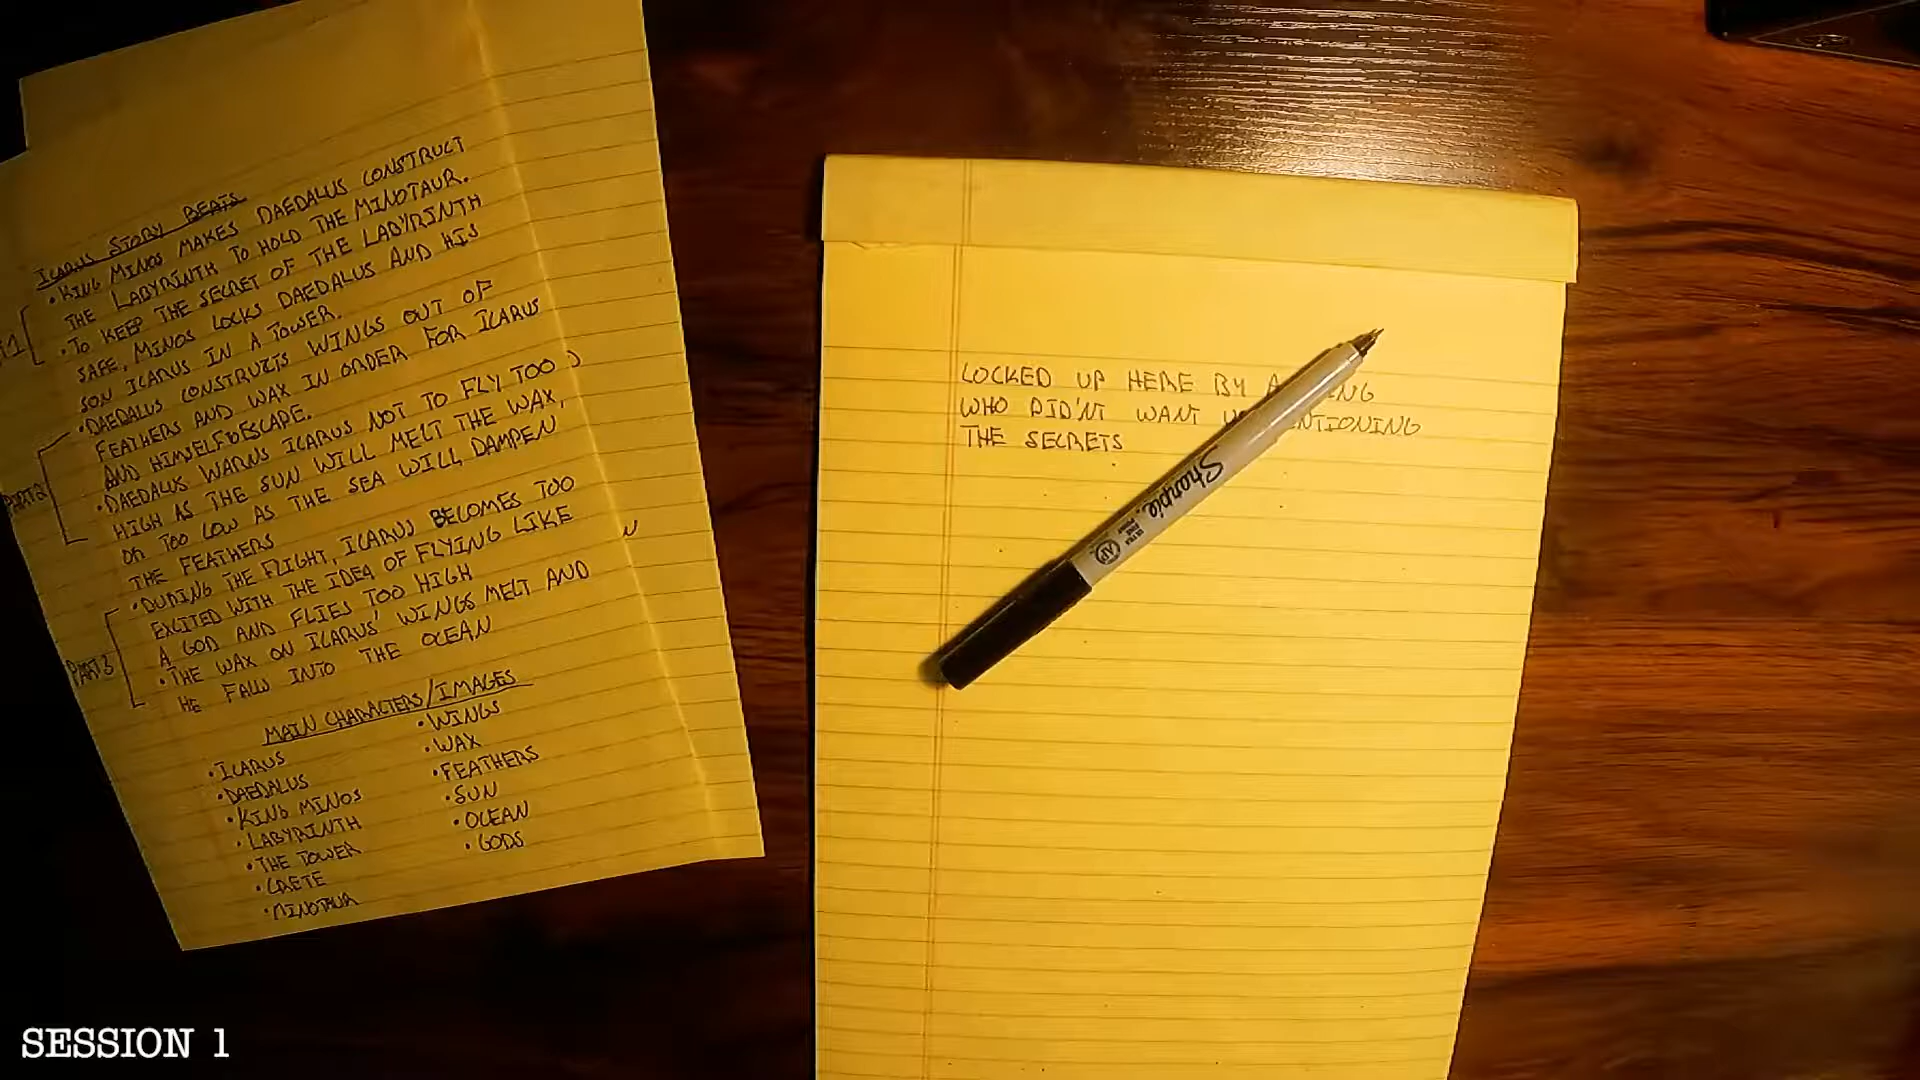 ICARUS STORY BEATS
• KING MINOS MAKES DAEDALUS CONSTRUCT
THE LABYRINTH TO HOLD THE MINOTAUR.
• TO KEEP THE SECRET OF THE LABYRINTH
SAFE, MINOS LOCKS DAEDALUS AND HIS
SON ICARUS IN A TOWER.
• DAEDALUS CONSTRUCTS WINGS OUT OF
FEATHERS AND WAX IN ORDER FOR ICARUS
AND HIMSELF TO ESCAPE.
• DAEDALUS WARNS ICARUS NOT TO FLY TOO
HIGH AS THE SUN WILL MELT THE WAX,
OR TOO LOW AS THE SEA WILL DAMPEN
THE FEATHERS
• DURING THE FLIGHT, ICARUS BECOMES TOO
EXCITED WITH THE IDEA OF FLYING LIKE
A GOD AND FLIES TOO HIGH
• THE WAX ON ICARUS' WINGS MELT AND
HE FALLS INTO THE OCEAN
PART 2
PART 3
MAIN CHARACTERS/IMAGES
• ICARUS
• DAEDALUS
• KING MINOS
• LABYRINTH
• THE TOWER
• CRETE
• MINOTAUR
• WINGS
• WAX
• FEATHERS
• SUN
• OCEAN
• GODS
LOCKED UP HERE BY A
WHO DID'NT WANT
THE SECRETS
Sharpie
ULTRA FINE POINT
AP
SESSION 1